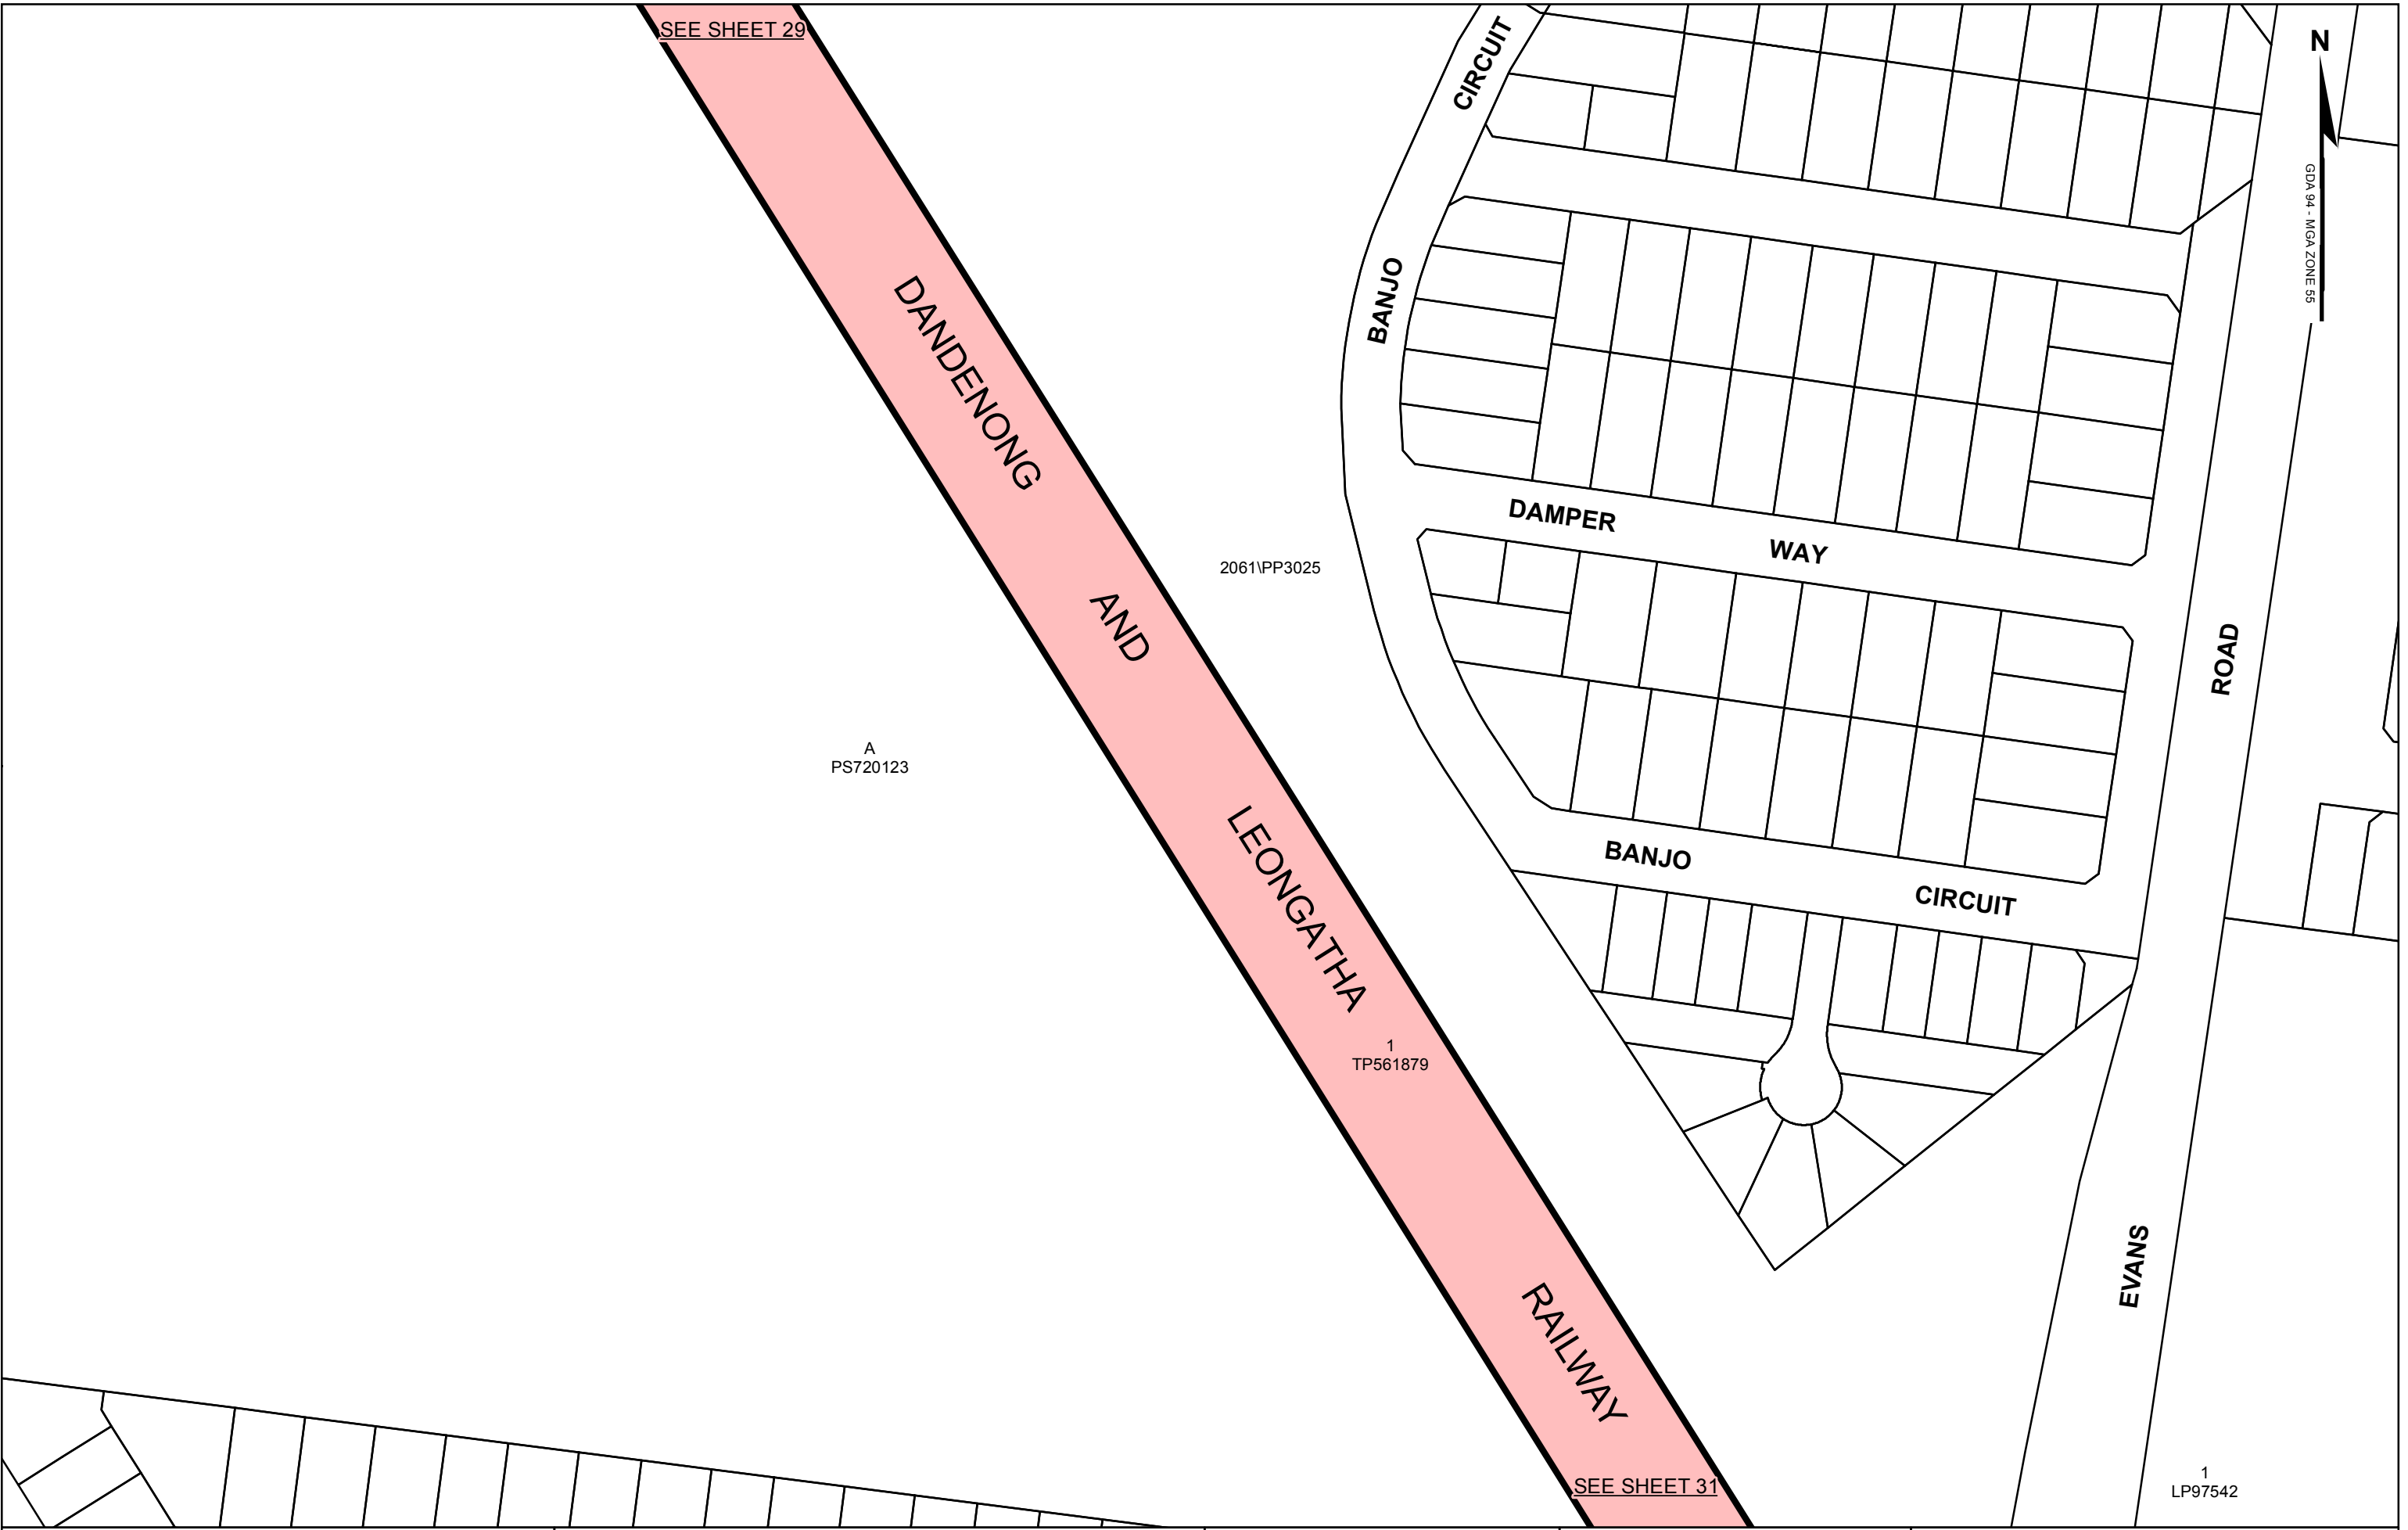 SEE SHEET 29
CIRCUIT
N
GDA 94 - MGA ZONE 55
BANJO
DANDENONG
DAMPER
WAY
2061\PP3025
AND
ROAD
A
PS720123
LEONGATHA
BANJO
CIRCUIT
1
TP561879
EVANS
RAILWAY
SEE SHEET 31
1
LP97542